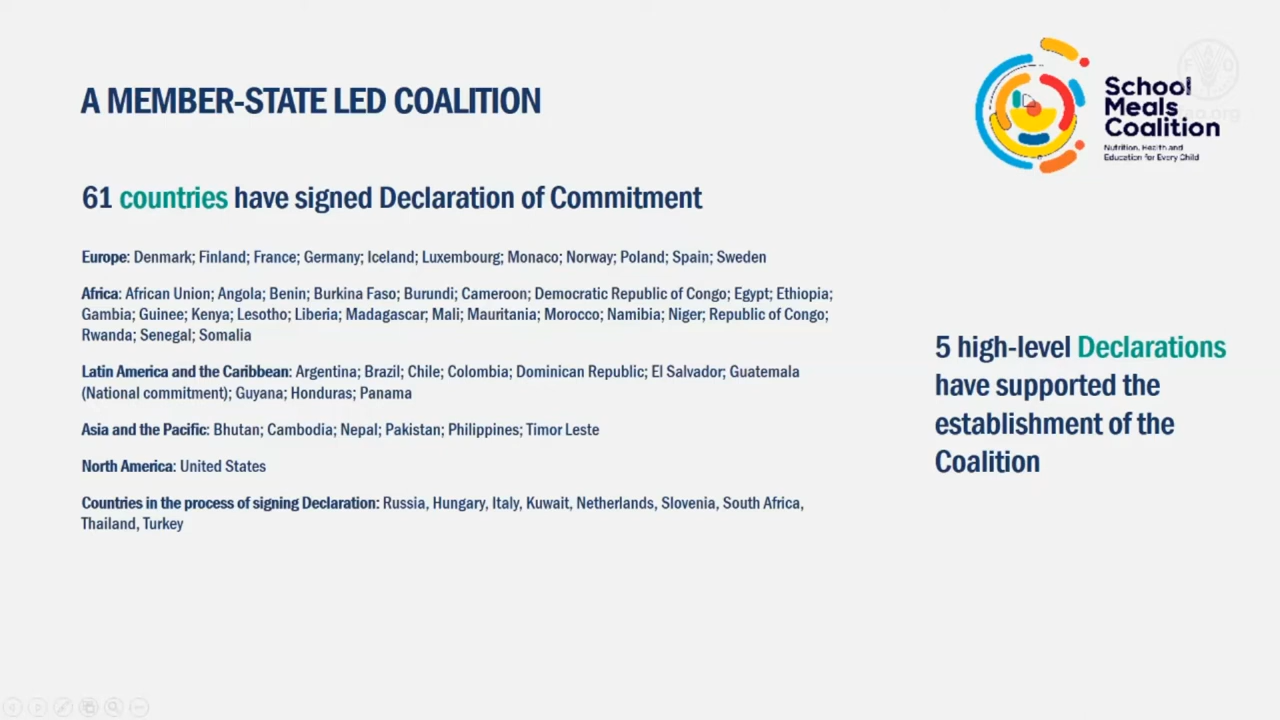 A MEMBER-STATE LED COALITION
School
Meals
Coalition
Nutrition, Health and
Education for Every Child
FAO
fao.org
61 countries have signed Declaration of Commitment
Europe: Denmark; Finland; France; Germany; Iceland; Luxembourg; Monaco; Norway; Poland; Spain; Sweden
Africa: African Union; Angola; Benin; Burkina Faso; Burundi; Cameroon; Democratic Republic of Congo; Egypt; Ethiopia;
Gambia; Guinee; Kenya; Lesotho; Liberia; Madagascar; Mali; Mauritania; Morocco; Namibia; Niger; Republic of Congo;
Rwanda; Senegal; Somalia
Latin America and the Caribbean: Argentina; Brazil; Chile; Colombia; Dominican Republic; El Salvador; Guatemala
(National commitment); Guyana; Honduras; Panama
Asia and the Pacific: Bhutan; Cambodia; Nepal; Pakistan; Philippines; Timor Leste
North America: United States
Countries in the process of signing Declaration: Russia, Hungary, Italy, Kuwait, Netherlands, Slovenia, South Africa,
Thailand, Turkey
5 high-level Declarations
have supported the
establishment of the
Coalition